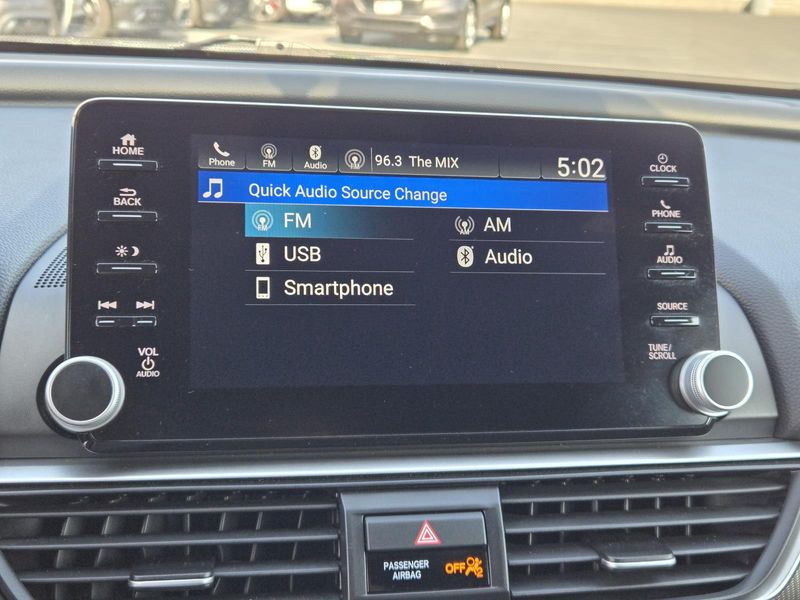 HOME
BACK
VOL
AUDIO
Phone
FM
Audio
96.3 The MIX
5:02
Quick Audio Source Change
FM
AM
USB
Audio
Smartphone
CLOCK
PHONE
AUDIO
SOURCE
TUNE/
SCROLL
PASSENGER
AIRBAG
OFF
2